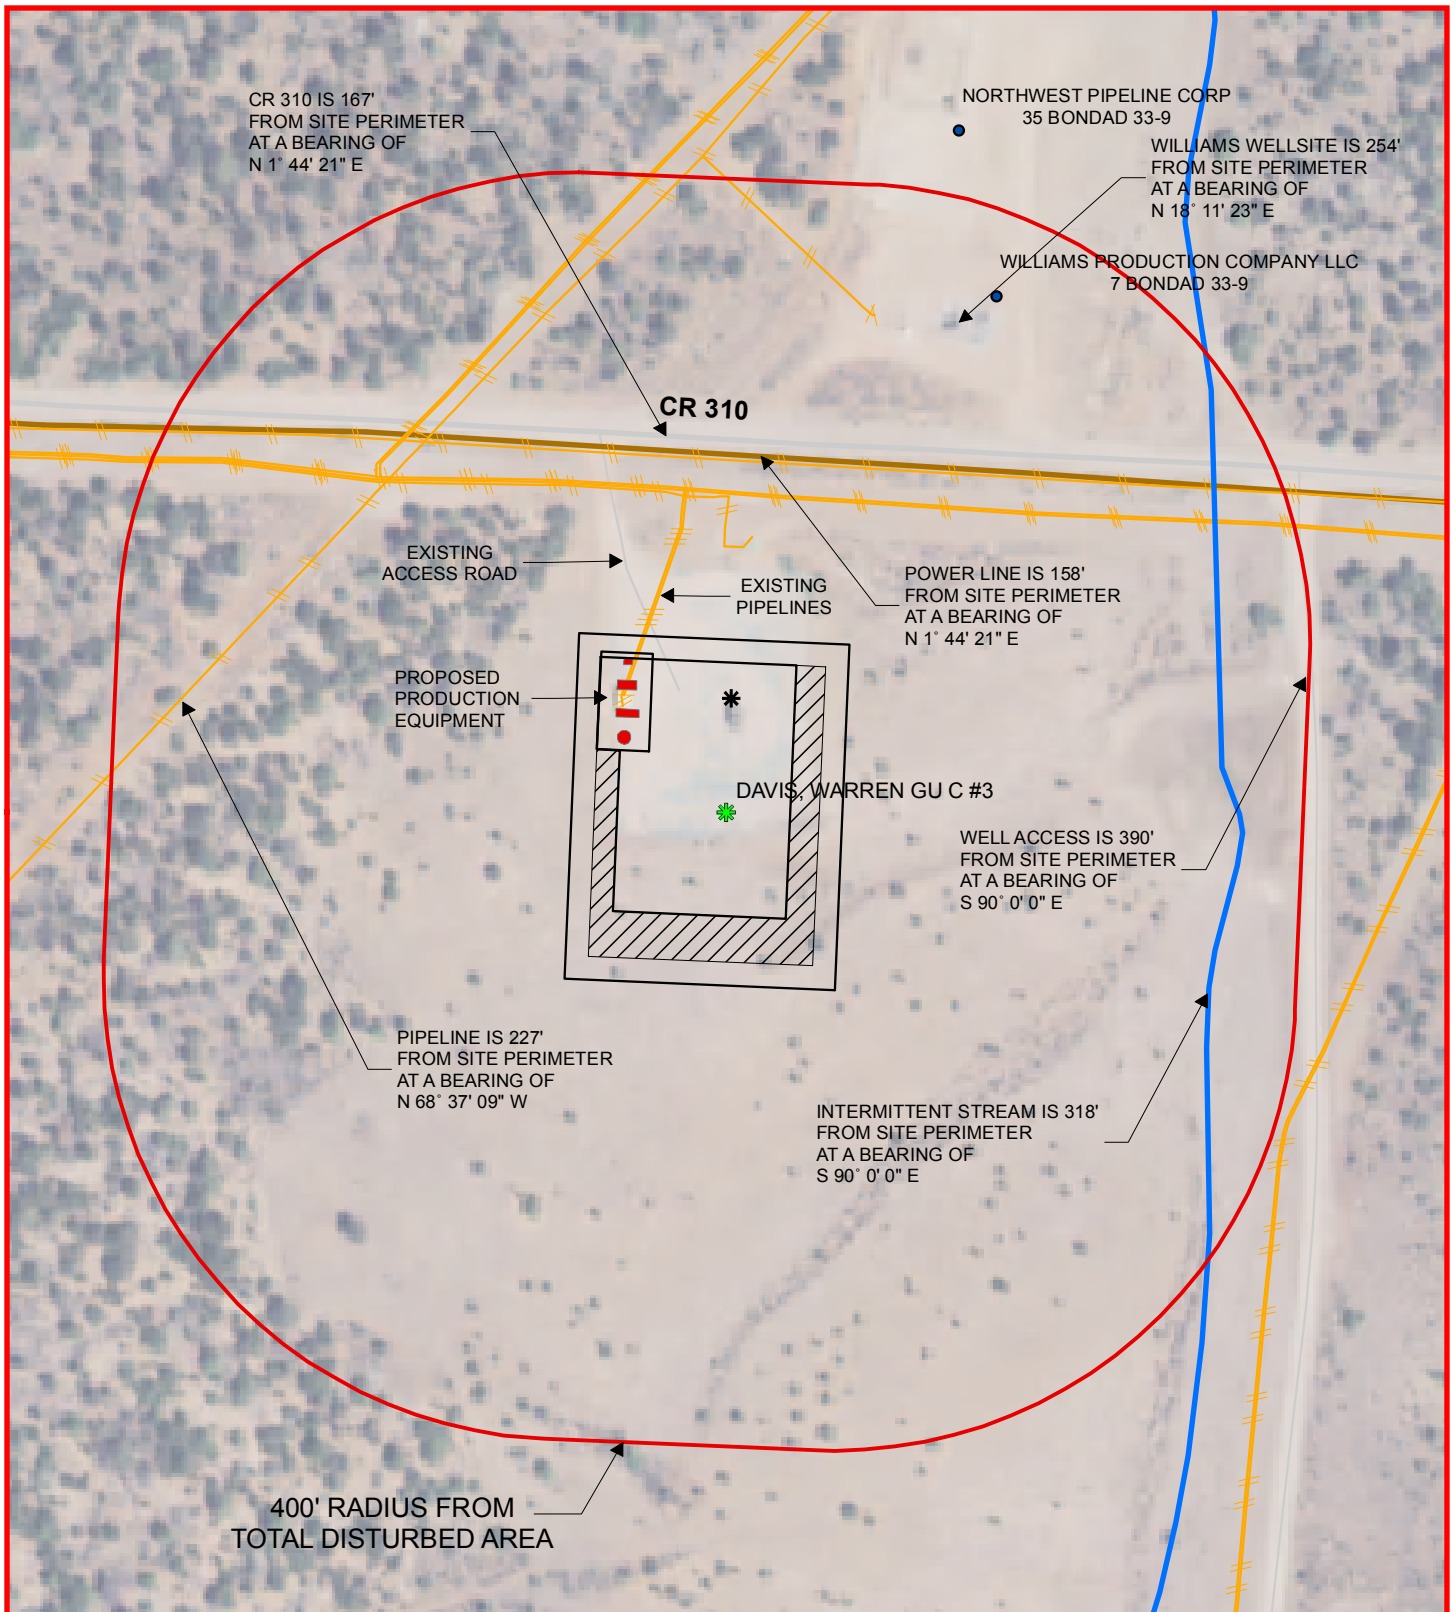 CR 310 IS 167'
FROM SITE PERIMETER
AT A BEARING OF
N 1° 44' 21" E
NORTHWEST PIPELINE CORP
35 BONDAD 33-9
WILLIAMS WELLSITE IS 254'
FROM SITE PERIMETER
AT A BEARING OF
N 18° 11' 23" E
WILLIAMS PRODUCTION COMPANY LLC
7 BONDAD 33-9
CR 310
EXISTING
ACCESS ROAD
EXISTING
PIPELINES
POWER LINE IS 158'
FROM SITE PERIMETER
AT A BEARING OF
N 1° 44' 21" E
PROPOSED
PRODUCTION
EQUIPMENT
DAVIS, WARREN GU C #3
WELL ACCESS IS 390'
FROM SITE PERIMETER
AT A BEARING OF
S 90° 0' 0" E
PIPELINE IS 227'
FROM SITE PERIMETER
AT A BEARING OF
N 68° 37' 09" W
INTERMITTENT STREAM IS 318'
FROM SITE PERIMETER
AT A BEARING OF
S 90° 0' 0" E
400' RADIUS FROM
TOTAL DISTURBED AREA